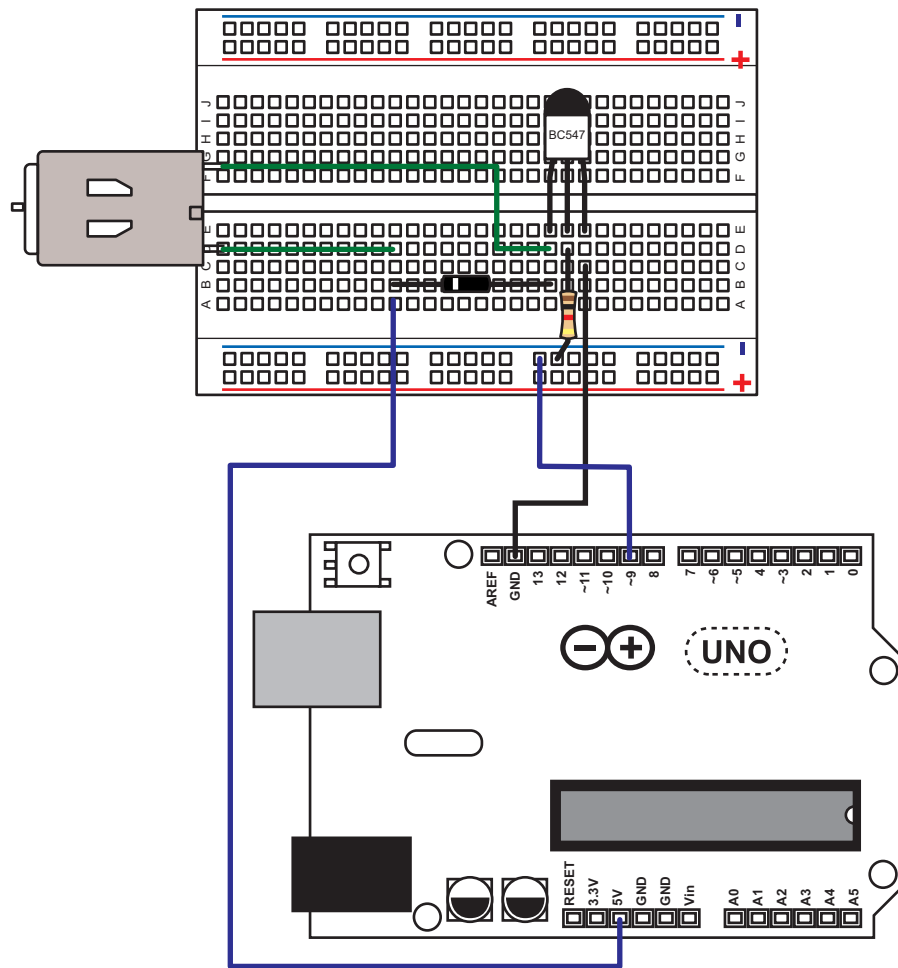 -
+
J J
I I
H H
G G
F F
BC547
E E
D D
C C
B B
A A
-
+
AREF GND 13 12 ~11 ~10 ~9 8 7 ~6 ~5 4 ~3 2 1 0
- +
UNO
RESET 3.3V 5V GND GND Vin A0 A1 A2 A3 A4 A5